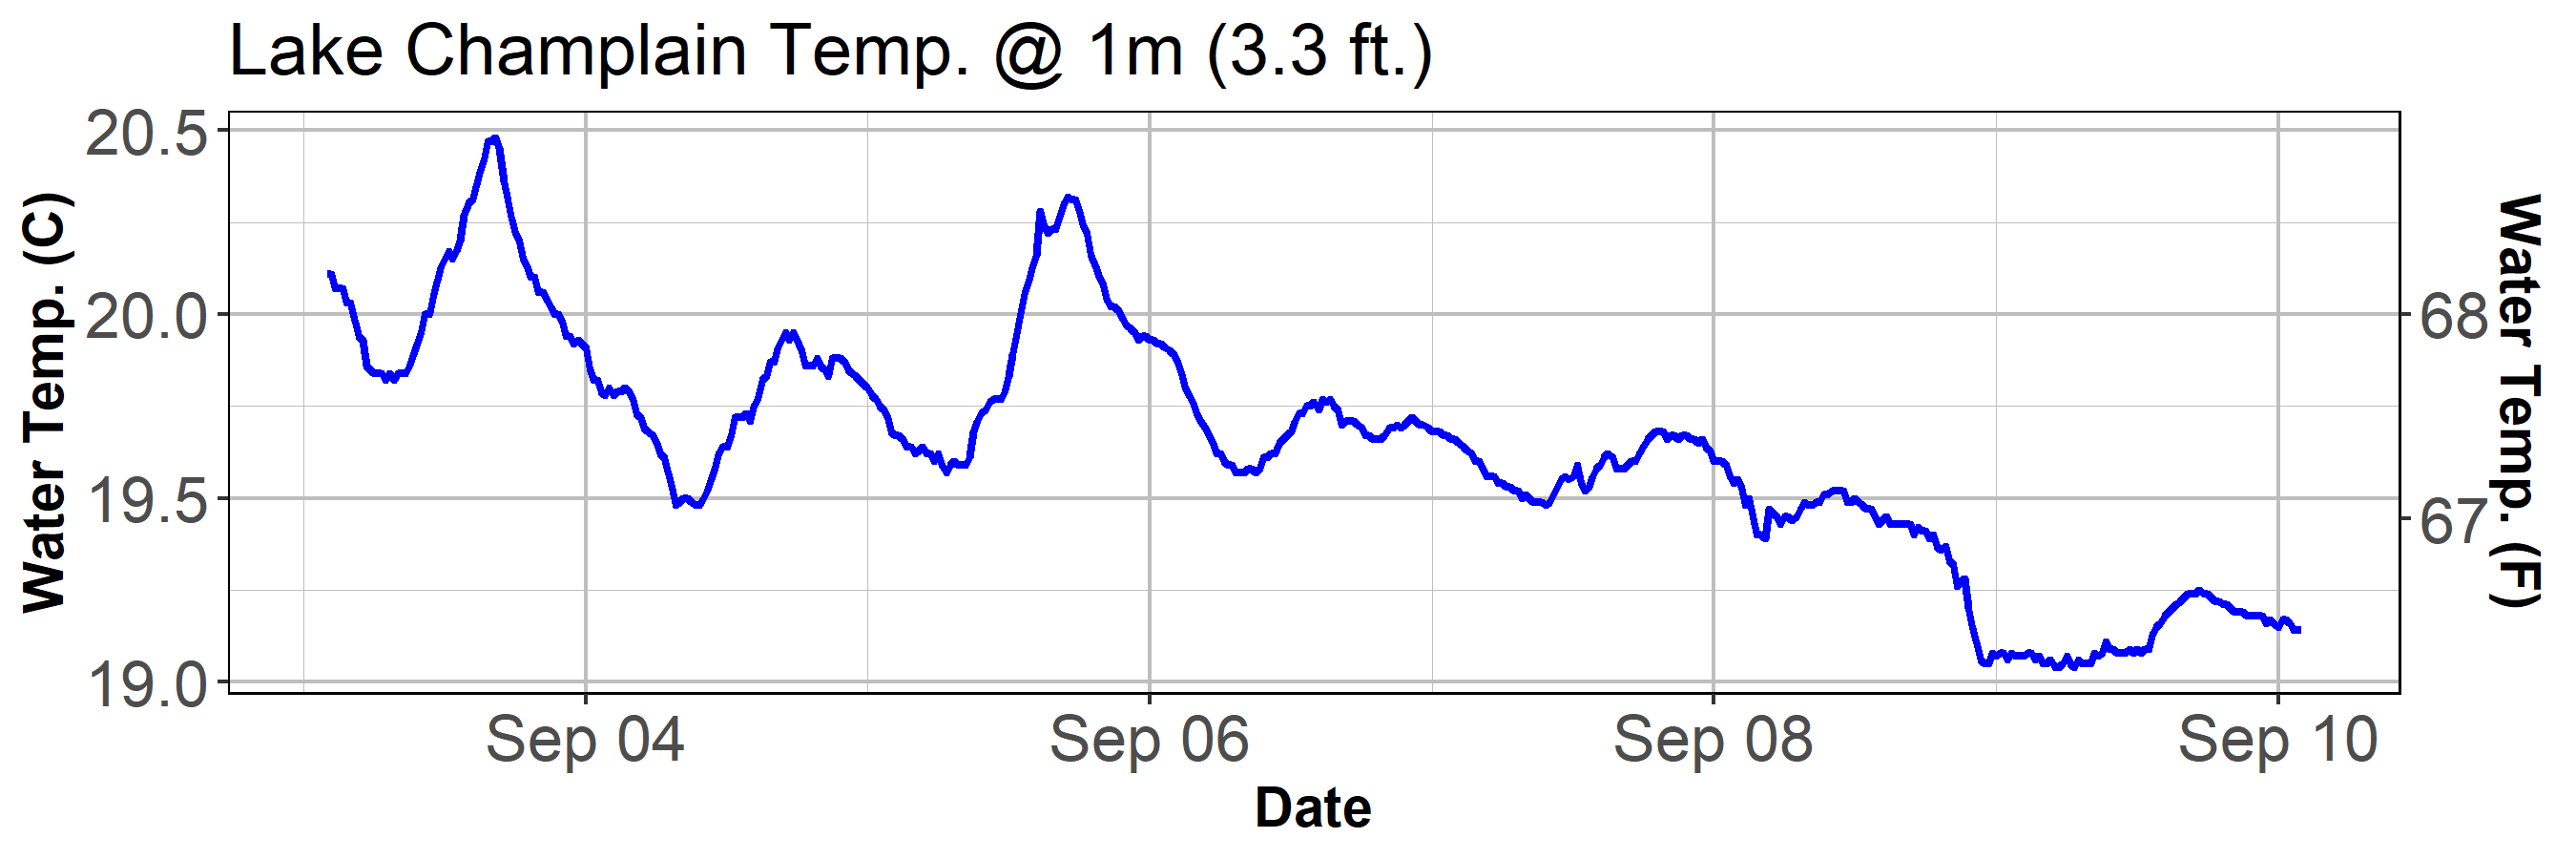 Lake Champlain Temp. @ 1m (3.3 ft.)
Water Temp. (C)
20.5
20.0
19.5
19.0
68
67
Water Temp. (F)
Sep 04 Sep 06 Sep 08 Sep 10
Date